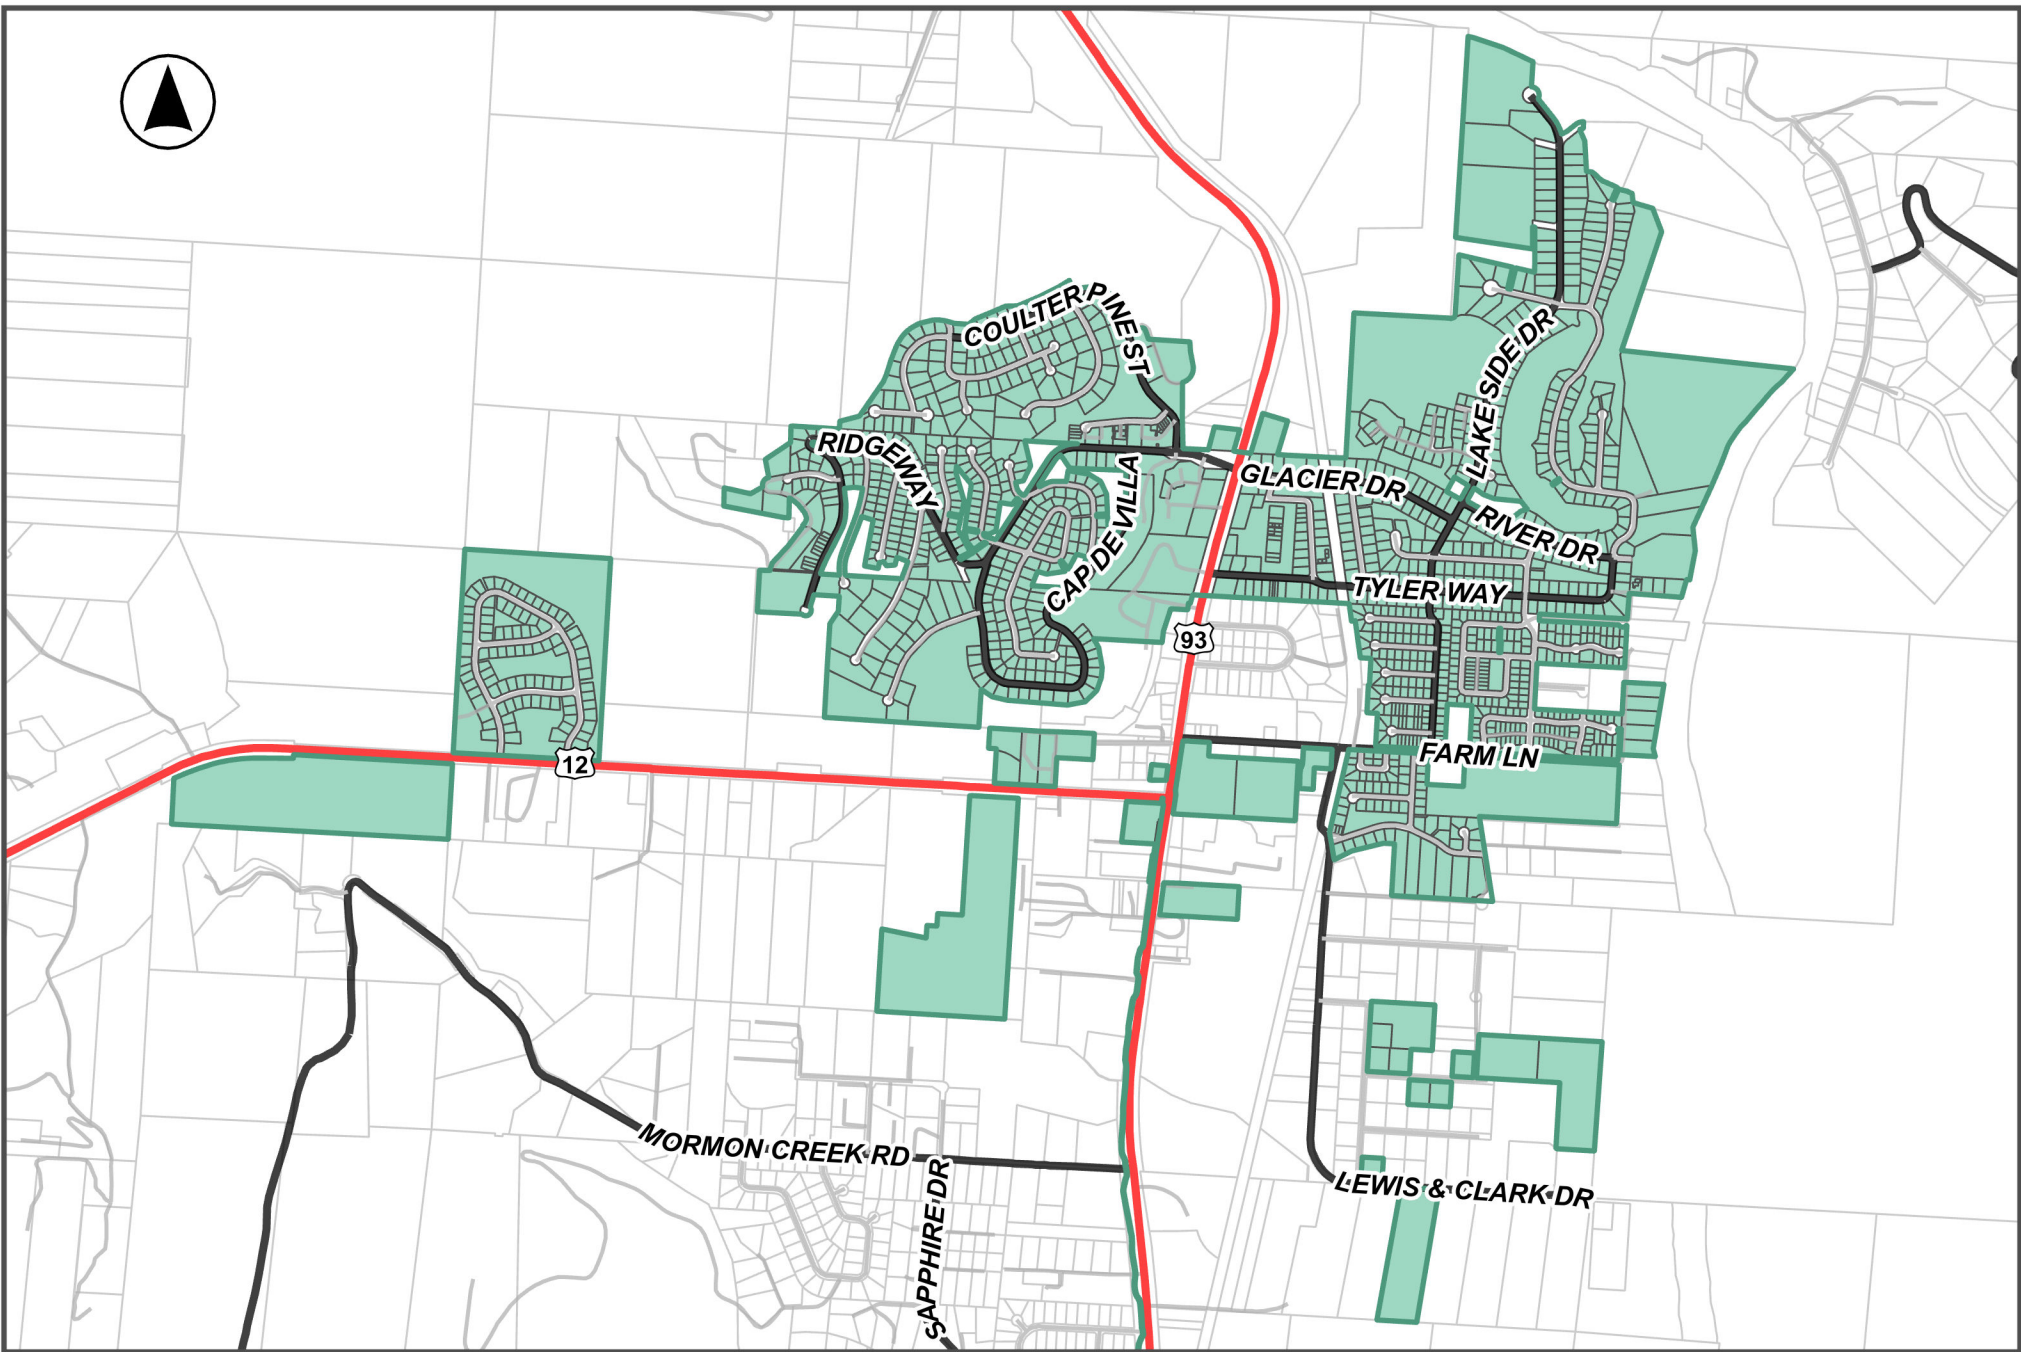 COULTER PINE ST
LAKE SIDE DR
RIDGEWAY
GLACIER DR
CAP DE VILLA
RIVER DR
TYLER WAY
93
FARM LN
12
MORMON CREEK RD
SAPPHIRE DR
LEWIS & CLARK DR